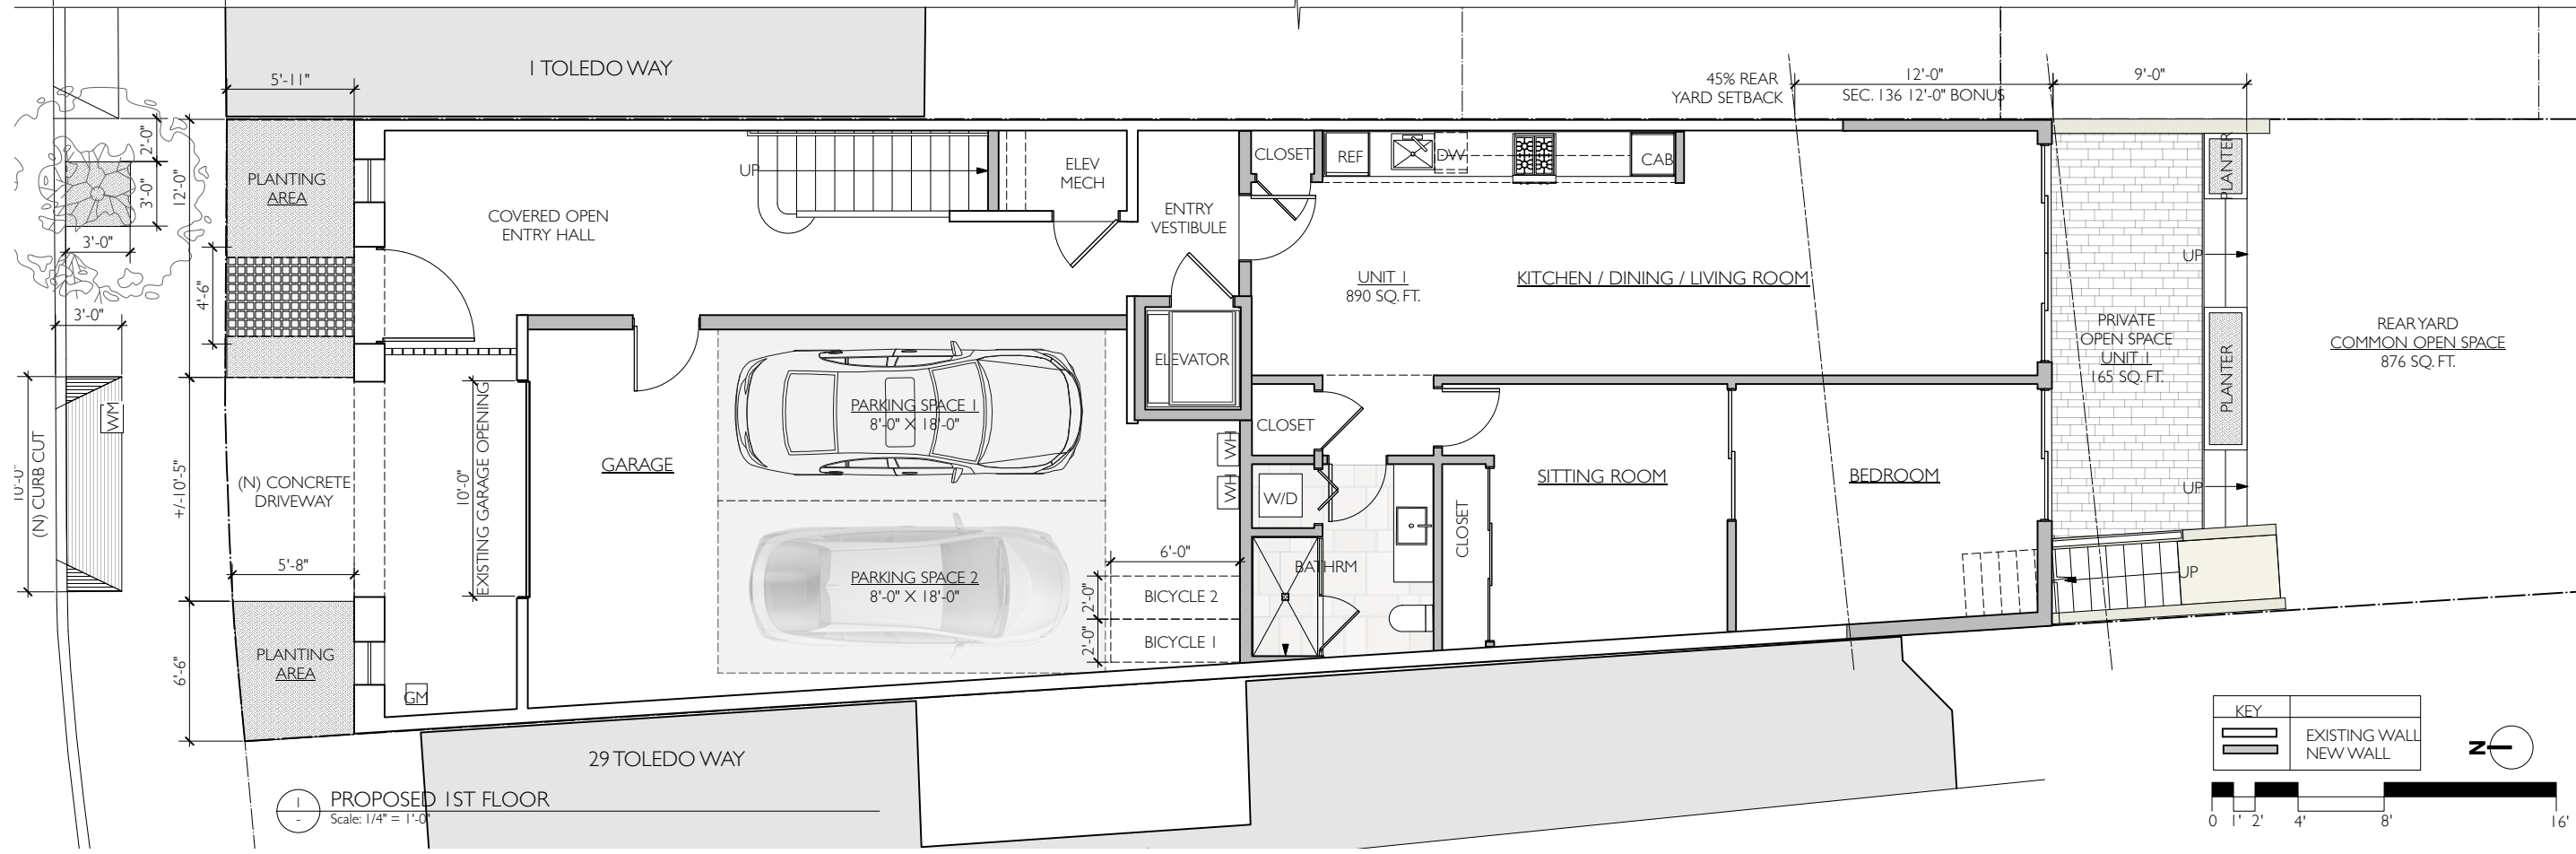 1 TOLEDO WAY
5'-11"
45% REAR
YARD SETBACK
12'-0"
SEC. 136 12'-0" BONUS
9'-0"
2'-0"
3'-0"
12'-0"
3'-0"
PLANTING
AREA
COVERED OPEN
ENTRY HALL
UP
ELEV
MECH
ENTRY
VESTIBULE
CLOSET
REF
DW
CAB
PLANTER
UP
4'-6"
3'-0"
UNIT 1
890 SQ. FT.
KITCHEN / DINING / LIVING ROOM
PRIVATE
OPEN SPACE
UNIT 1
165 SQ. FT.
REAR YARD
COMMON OPEN SPACE
876 SQ. FT.
ELEVATOR
PLANTER
WM
10'-0"
(N) CURB CUT
+/-10'-5"
(N) CONCRETE
DRIVEWAY
10'-0"
EXISTING GARAGE OPENING
GARAGE
PARKING SPACE 1
8'-0" X 18'-0"
WH
WH
CLOSET
W/D
CLOSET
SITTING ROOM
BEDROOM
UP
5'-8"
PARKING SPACE 2
8'-0" X 18'-0"
6'-0"
2'-0"
2'-0"
BICYCLE 2
BICYCLE 1
BATHRM
UP
6'-6"
PLANTING
AREA
GM
29 TOLEDO WAY
1
-
PROPOSED 1ST FLOOR
Scale: 1/4" = 1'-0"
KEY
EXISTING WALL
NEW WALL
N
0 1' 2' 4' 8' 16'